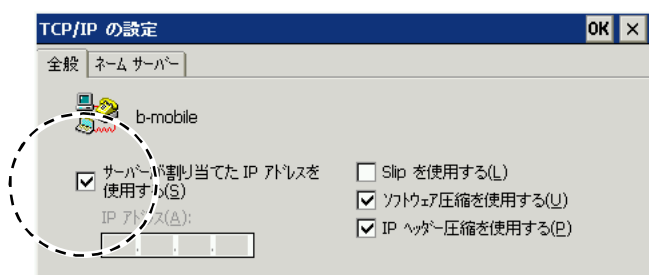 TCP/IP の設定
OK ×
全般 ネーム サーバー
b-mobile
サーバーが割り当てた IP アドレスを
使用する(S)
IP アドレス(A):
. . .
Slip を使用する(L)
ソフトウェア圧縮を使用する(U)
IP ヘッダー圧縮を使用する(P)